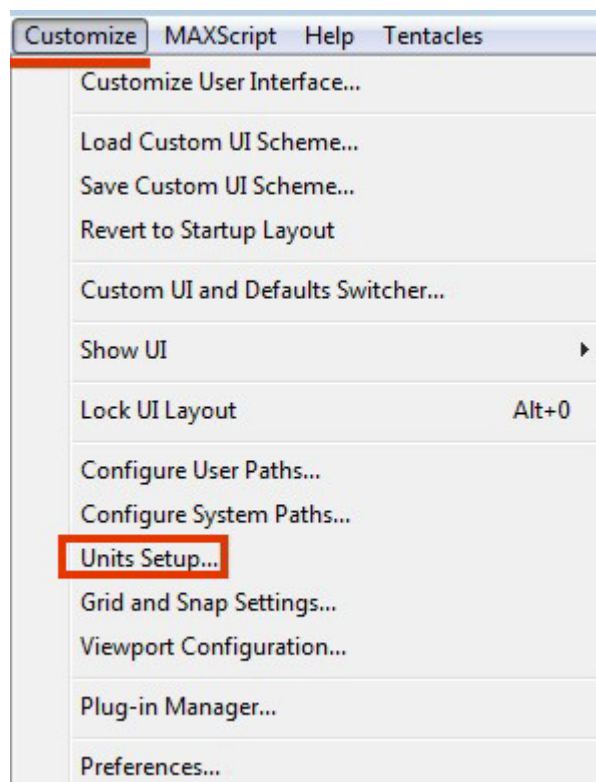 Customize MAXScript Help Tentacles
Customize User Interface...
Load Custom UI Scheme...
Save Custom UI Scheme...
Revert to Startup Layout
Custom UI and Defaults Switcher...
Show UI
Lock UI Layout Alt+0
Configure User Paths...
Configure System Paths...
Units Setup...
Grid and Snap Settings...
Viewport Configuration...
Plug-in Manager...
Preferences...